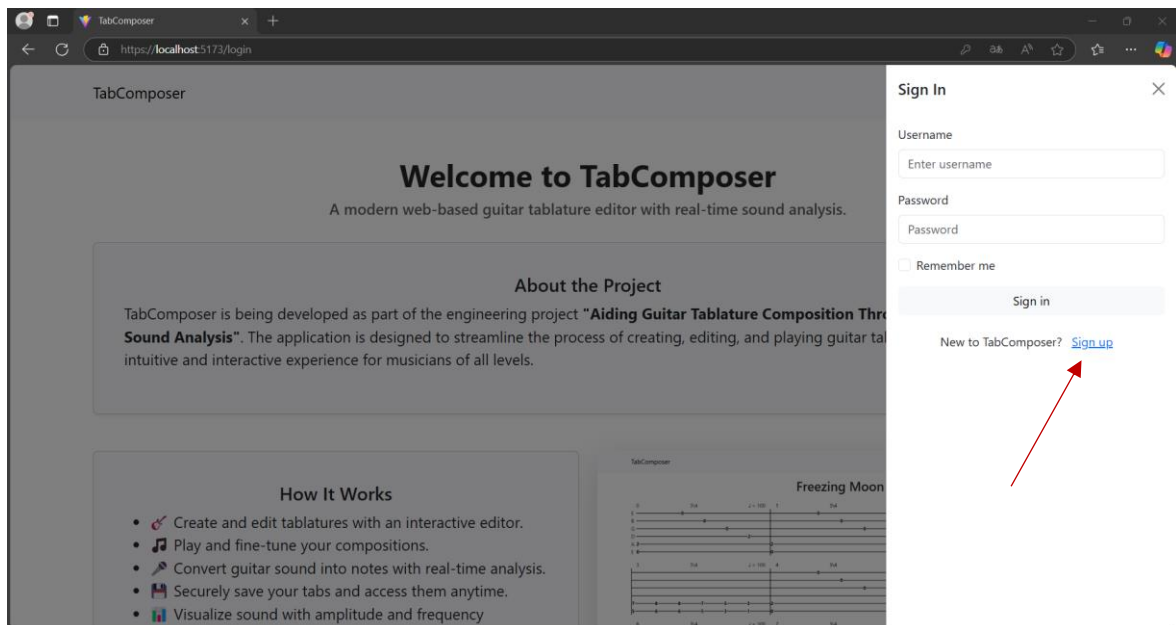 TabComposer
https://localhost:5173/login
TabComposer
Welcome to TabComposer
A modern web-based guitar tablature editor with real-time sound analysis.
About the Project
TabComposer is being developed as part of the engineering project "Aiding Guitar Tablature Composition Thr
Sound Analysis". The application is designed to streamline the process of creating, editing, and playing guitar ta
intuitive and interactive experience for musicians of all levels.
How It Works
Create and edit tablatures with an interactive editor.
Play and fine-tune your compositions.
Convert guitar sound into notes with real-time analysis.
Securely save your tabs and access them anytime.
Visualize sound with amplitude and frequency
TabComposer
Freezing Moon
Sign In
Username
Enter username
Password
Password
Remember me
Sign in
New to TabComposer? Sign up